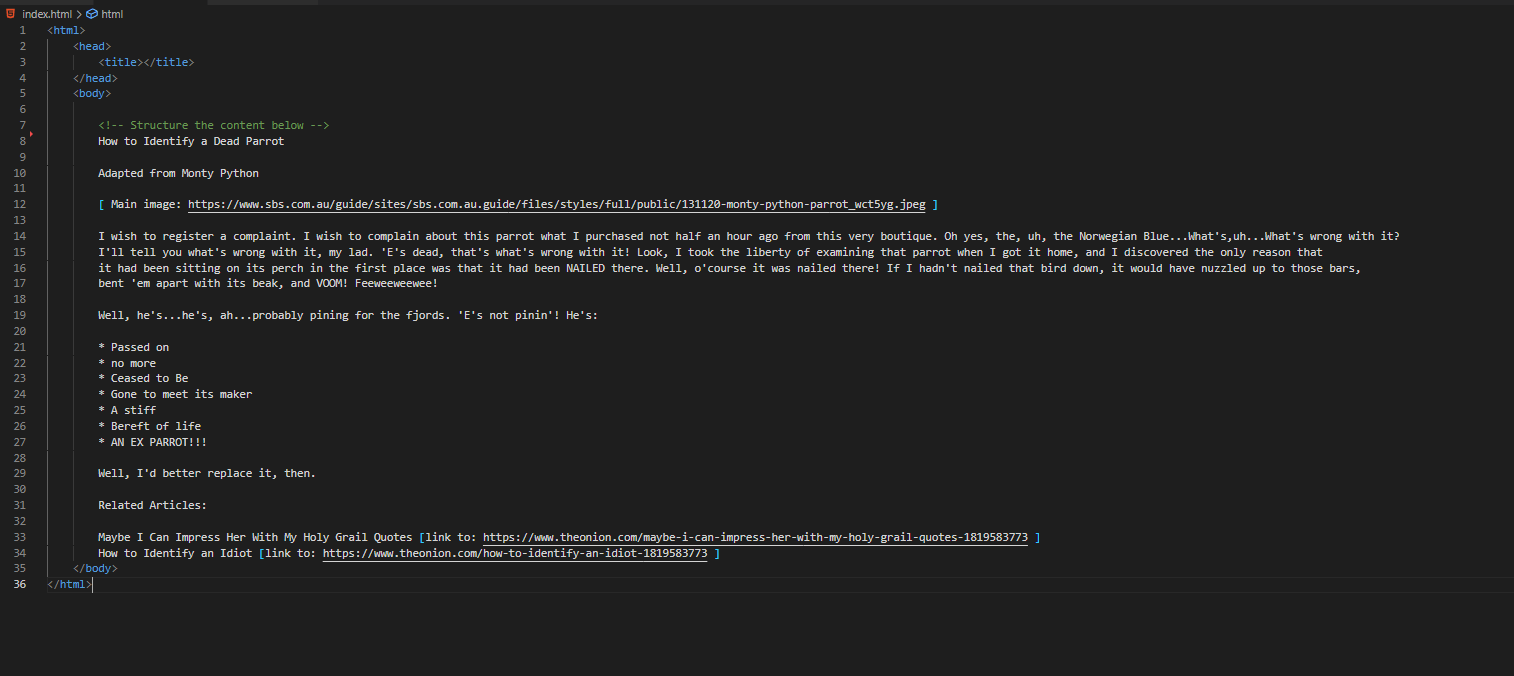 index.html > html
1 <html>
2 <head>
3 <title></title>
4 </head>
5 <body>
6
7 <!-- Structure the content below -->
8 How to Identify a Dead Parrot
9
10 Adapted from Monty Python
11
12 [ Main image: https://www.sbs.com.au/guide/sites/sbs.com.au.guide/files/styles/full/public/131120-monty-python-parrot_wct5yg.jpeg ]
13
14 I wish to register a complaint. I wish to complain about this parrot what I purchased not half an hour ago from this very boutique. Oh yes, the, uh, the Norwegian Blue...What's,uh...What's wrong with it?
15 I'll tell you what's wrong with it, my lad. 'E's dead, that's what's wrong with it! Look, I took the liberty of examining that parrot when I got it home, and I discovered the only reason that
16 it had been sitting on its perch in the first place was that it had been NAILED there. Well, o'course it was nailed there! If I hadn't nailed that bird down, it would have nuzzled up to those bars,
17 bent 'em apart with its beak, and VOOM! Feeweeweewee!
18
19 Well, he's...he's, ah...probably pining for the fjords. 'E's not pinin'! He's:
20
21 * Passed on
22 * no more
23 * Ceased to Be
24 * Gone to meet its maker
25 * A stiff
26 * Bereft of life
27 * AN EX PARROT!!!
28
29 Well, I'd better replace it, then.
30
31 Related Articles:
32
33 Maybe I Can Impress Her With My Holy Grail Quotes [link to: https://www.theonion.com/maybe-i-can-impress-her-with-my-holy-grail-quotes-1819583773 ]
34 How to Identify an Idiot [link to: https://www.theonion.com/how-to-identify-an-idiot-1819583773 ]
35 </body>
36 </html>